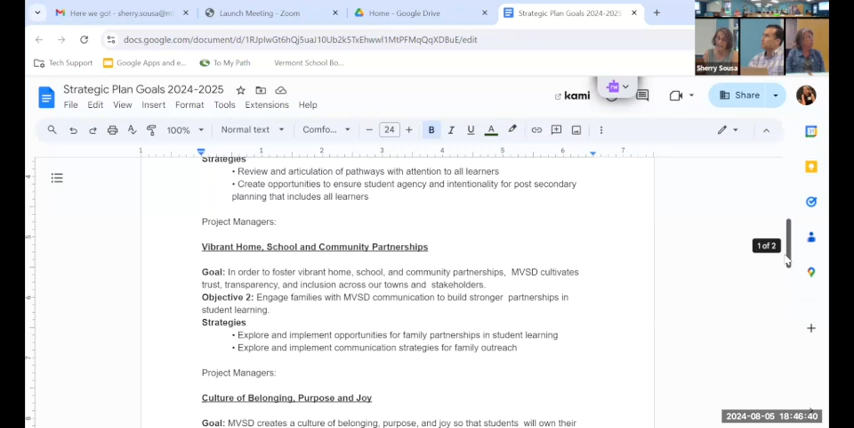 Here we go! - sherry.sousa@m
Launch Meeting - Zoom
Home - Google Drive
Strategic Plan Goals 2024-2025
Tech Support
Google Apps and e...
To My Path
Vermont School Bo...
Strategic Plan Goals 2024-2025
File Edit View Insert Format Tools Extensions Help
kami
Share
100%
Normal text
Comfo...
24
B I U A
Sherry Sousa
1 2 3 4 5 6 7
Strategies
• Review and articulation of pathways with attention to all learners
• Create opportunities to ensure student agency and intentionality for post secondary
planning that includes all learners
Project Managers:
Vibrant Home, School and Community Partnerships
1 of 2
Goal: In order to foster vibrant home, school, and community partnerships, MVSD cultivates
trust, transparency, and inclusion across our towns and stakeholders.
Objective 2: Engage families with MVSD communication to build stronger partnerships in
student learning.
Strategies
• Explore and implement opportunities for family partnerships in student learning
• Explore and implement communication strategies for family outreach
Project Managers:
Culture of Belonging, Purpose and Joy
Goal: MVSD creates a culture of belonging, purpose, and joy so that students will own their
2024-08-05 18:46:40